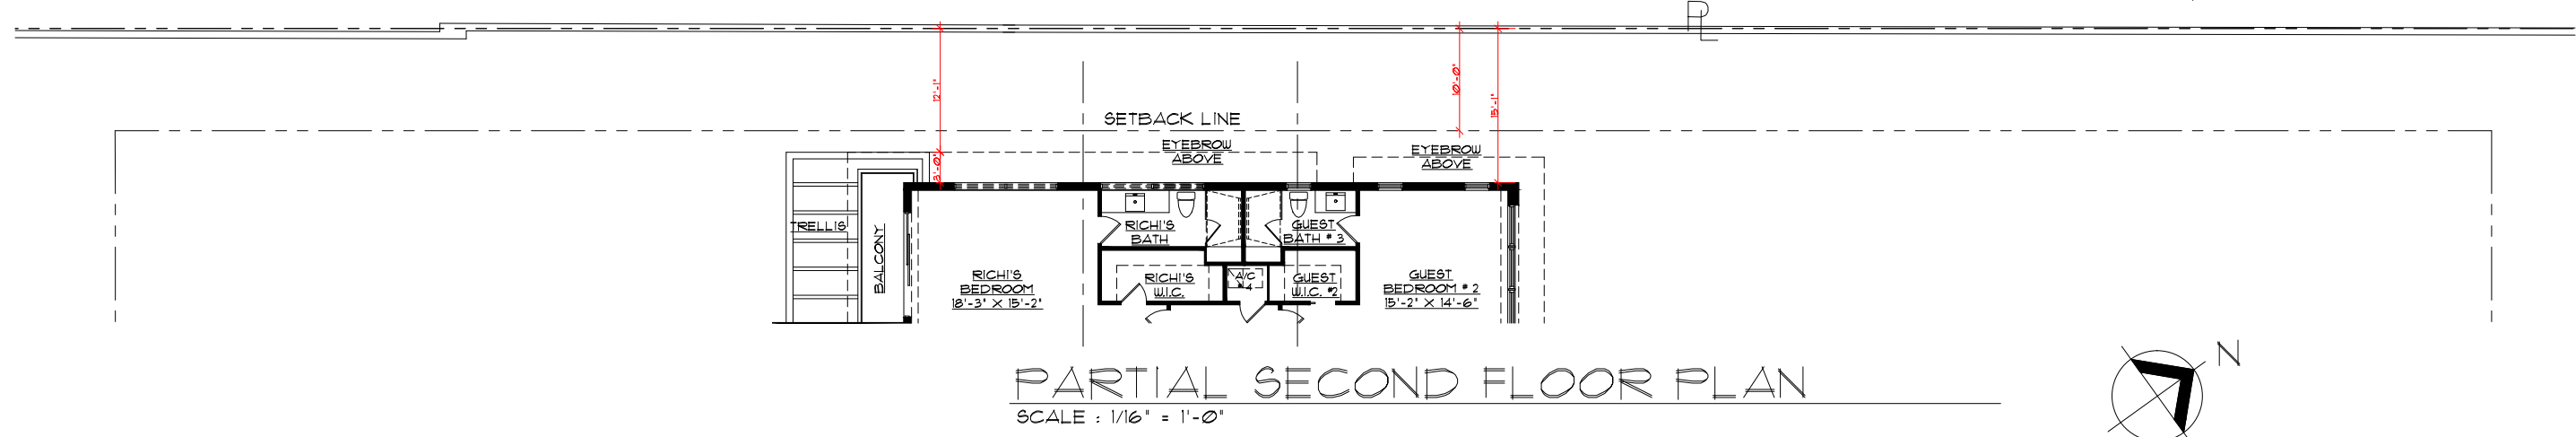 PL
12'-1"
10'-0"
15'-1"
SETBACK LINE
EYEBROW
ABOVE
EYEBROW
ABOVE
3'-0"
TRELLIS
BALCONY
RICHI'S
BATH
GUEST
BATH # 3
RICHI'S
BEDROOM
18'-3" X 15'-2"
RICHI'S
W.I.C.
A/C
4
GUEST
W.I.C. #2
GUEST
BEDROOM # 2
15'-2" X 14'-6"
PARTIAL SECOND FLOOR PLAN
SCALE : 1/16" = 1'-0"
N